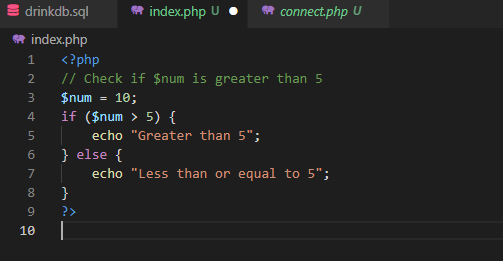 drinkdb.sql index.php U connect.php U
index.php
1 <?php
2 // Check if $num is greater than 5
3 $num = 10;
4 if ($num > 5) {
5 echo "Greater than 5";
6 } else {
7 echo "Less than or equal to 5";
8 }
9 ?>
10